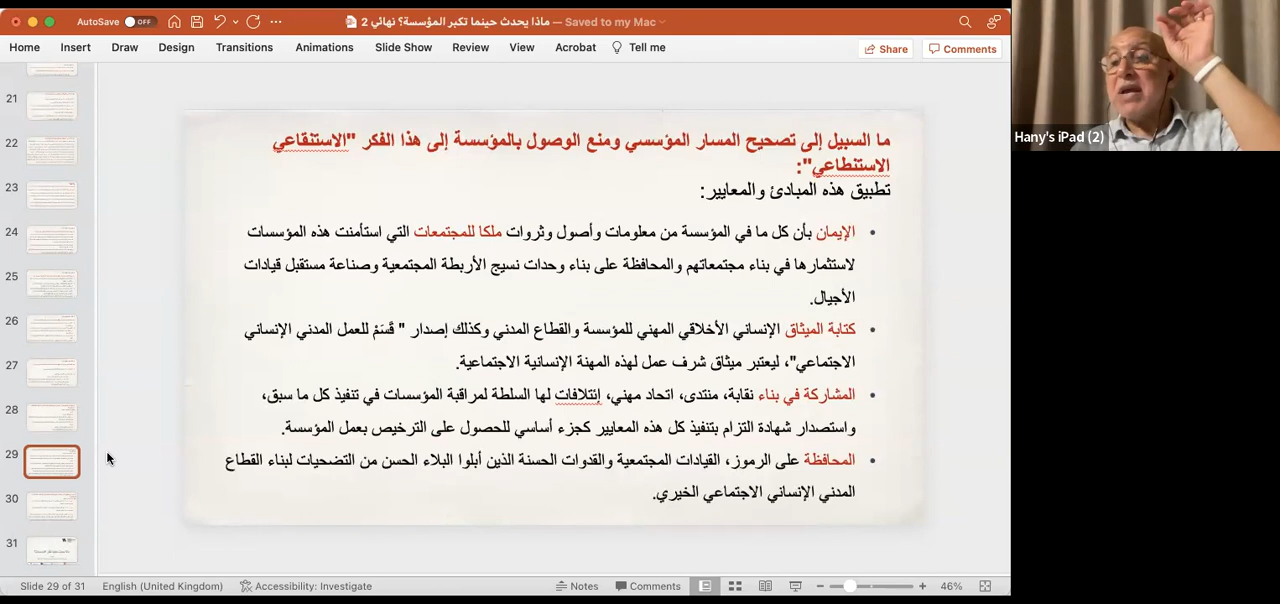 AutoSave OFF
ماذا يحدث حينما تكبر المؤسسة؟ نهائي 2 — Saved to my Mac
Home Insert Draw Design Transitions Animations Slide Show Review View Acrobat Tell me Share Comments
ما السبيل إلى تصحيح المسار المؤسسي ومنع الوصول بالمؤسسة إلى هذا الفكر "الاستنقاعي
الاستنطاعي":
تطبيق هذه المبادئ والمعايير:
• الإيمان بأن كل ما في المؤسسة من معلومات وأصول وثروات ملكا للمجتمعات التي استأمنت هذه المؤسسات
لاستثمارها في بناء مجتمعاتهم والمحافظة على بناء وحدات نسيج الأربطة المجتمعية وصناعة مستقبل قيادات
الأجيال.
• كتابة الميثاق الإنساني الأخلاقي المهني للمؤسسة والقطاع المدني وكذلك إصدار " قَسَمْ للعمل المدني الإنساني
الاجتماعي"، ليعتبر ميثاق شرف عمل لهذه المهنة الإنسانية الاجتماعية.
• المشاركة في بناء نقابة، منتدى، اتحاد مهني، إئتلافات لها السلطة لمراقبة المؤسسات في تنفيذ كل ما سبق،
واستصدار شهادة التزام بتنفيذ كل هذه المعايير كجزء أساسي للحصول على الترخيص بعمل المؤسسة.
• المحافظة على الرموز، القيادات المجتمعية والقدوات الحسنة الذين أبلوا البلاء الحسن من التضحيات لبناء القطاع
المدني الإنساني الاجتماعي الخيري.
21
22
23
24
25
26
27
28
29
30
31
Slide 29 of 31 English (United Kingdom) Accessibility: Investigate Notes Comments 46%
Hany's iPad (2)